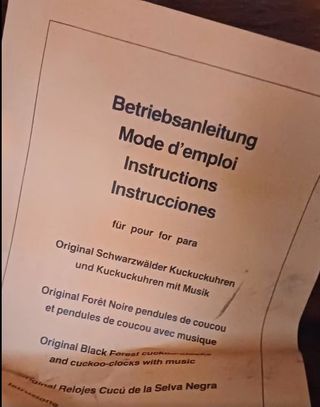 Betriebsanleitung
Mode d'emploi
Instructions
Instrucciones
für pour for para
Original Schwarzwälder Kuckuckuhren
und Kuckuckuhren mit Musik
Original Forêt Noire pendules de coucou
et pendules de coucou avec musique
Original Black Forest cuckoo-clocks
and cuckoo-clocks with music
Original Relojes Cucú de la Selva Negra